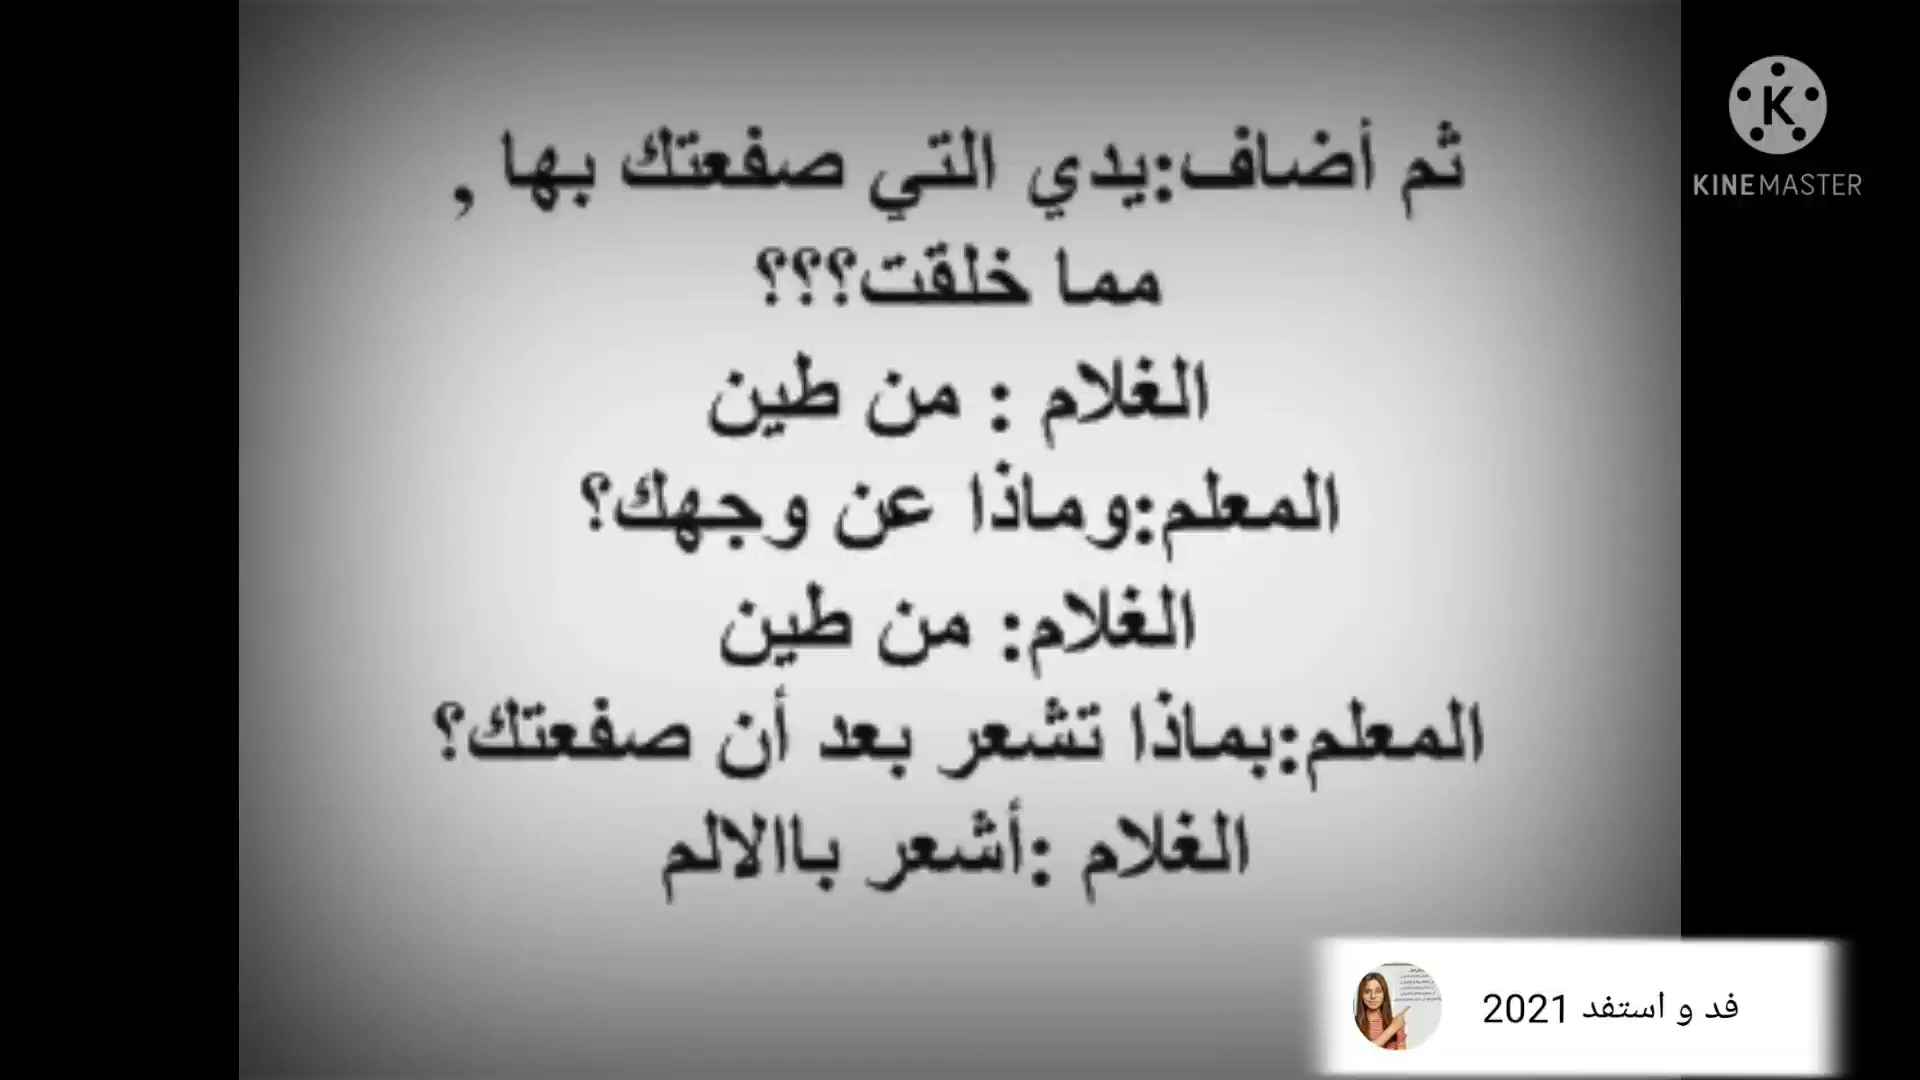 ثم أضاف:يدي التي صفعتك بها ,
مما خلقت؟؟؟
الغلام : من طين
المعلم:وماذا عن وجهك؟
الغلام: من طين
المعلم:بماذا تشعر بعد أن صفعتك؟
الغلام :أشعر باالالم
K
KINEMASTER
فد و استفد 2021